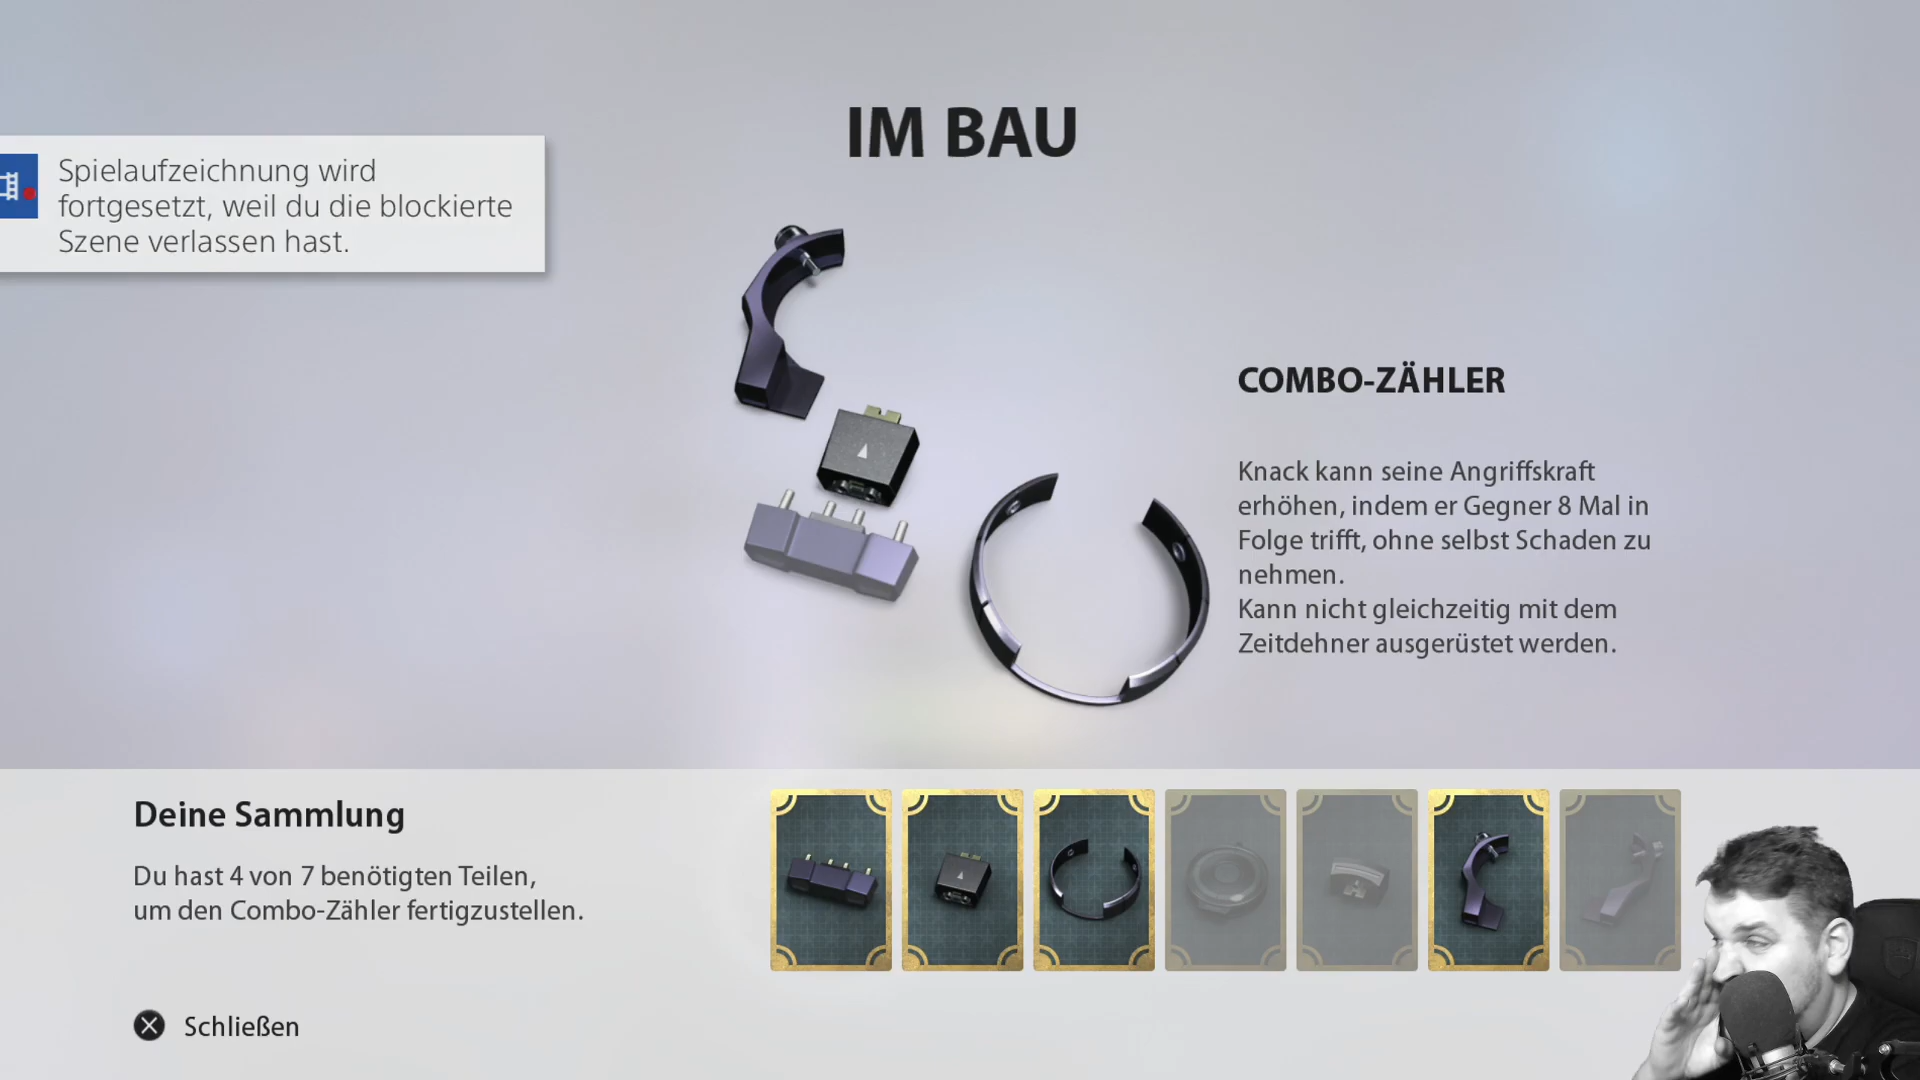 IM BAU
Spielaufzeichnung wird
fortgesetzt, weil du die blockierte
Szene verlassen hast.
COMBO-ZÄHLER
Knack kann seine Angriffskraft
erhöhen, indem er Gegner 8 Mal in
Folge trifft, ohne selbst Schaden zu
nehmen.
Kann nicht gleichzeitig mit dem
Zeitdehner ausgerüstet werden.
Deine Sammlung
Du hast 4 von 7 benötigten Teilen,
um den Combo-Zähler fertigzustellen.
Schließen